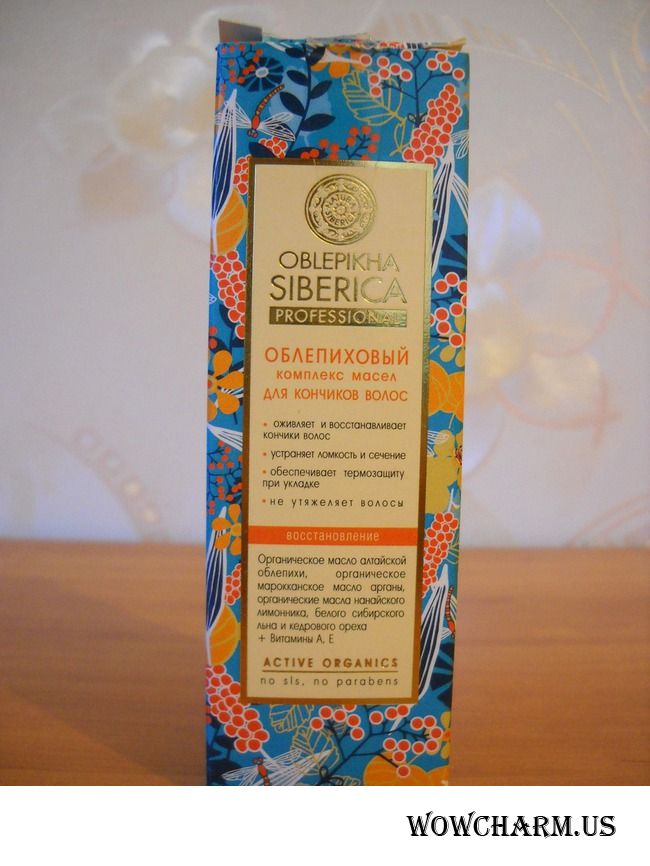 NATURA
SIBERICA
OBLEPIKHA
SIBERICA
PROFESSIONAL
ОБЛЕПИХОВЫЙ
комплекс масел
ДЛЯ КОНЧИКОВ ВОЛОС
• оживляет и восстанавливает
кончики волос
• устраняет ломкость и сечение
• обеспечивает термозащиту
при укладке
• не утяжеляет волосы
восстановление
Органическое масло алтайской
облепихи, органическое
марокканское масло арганы,
органические масла нанайского
лимонника, белого сибирского
льна и кедрового ореха
+ Витамины А, Е
ACTIVE ORGANICS
no sls, no parabens
WOWCHARM.US